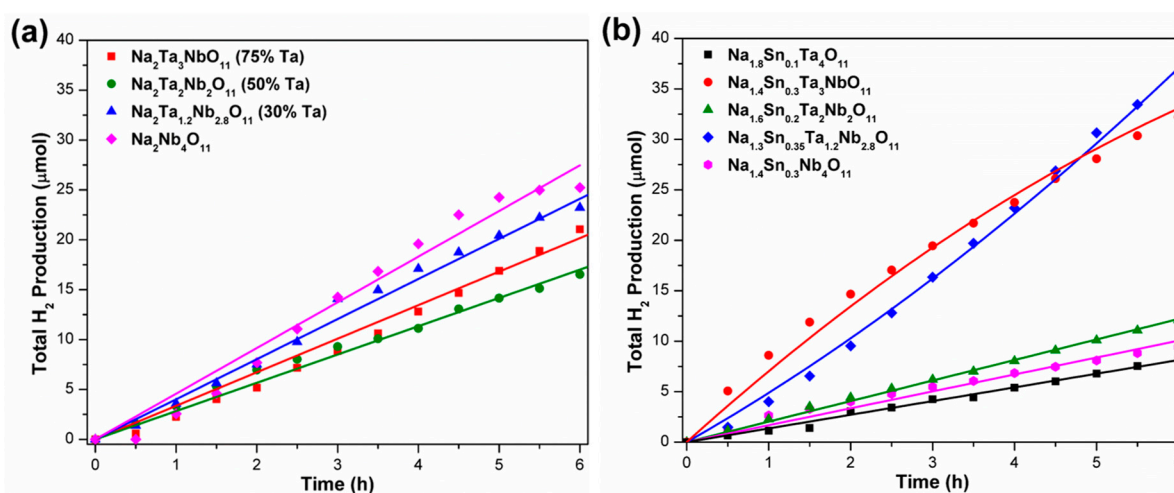 (a)
40
35
30
25
20
15
10
5
0
Total H₂ Production (μmol)
Na₂Ta₃NbO₁₁ (75% Ta)
Na₂Ta₂Nb₂O₁₁ (50% Ta)
Na₂Ta₁.₂Nb₂.₈O₁₁ (30% Ta)
Na₂Nb₄O₁₁
0 1 2 3 4 5 6
Time (h)
(b)
40
35
30
25
20
15
10
5
0
Total H₂ Production (μmol)
Na₁.₈Sn₀.₁Ta₄O₁₁
Na₁.₄Sn₀.₃Ta₃NbO₁₁
Na₁.₆Sn₀.₂Ta₂Nb₂O₁₁
Na₁.₃Sn₀.₃₅Ta₁.₂Nb₂.₈O₁₁
Na₁.₄Sn₀.₃Nb₄O₁₁
0 1 2 3 4 5
Time (h)